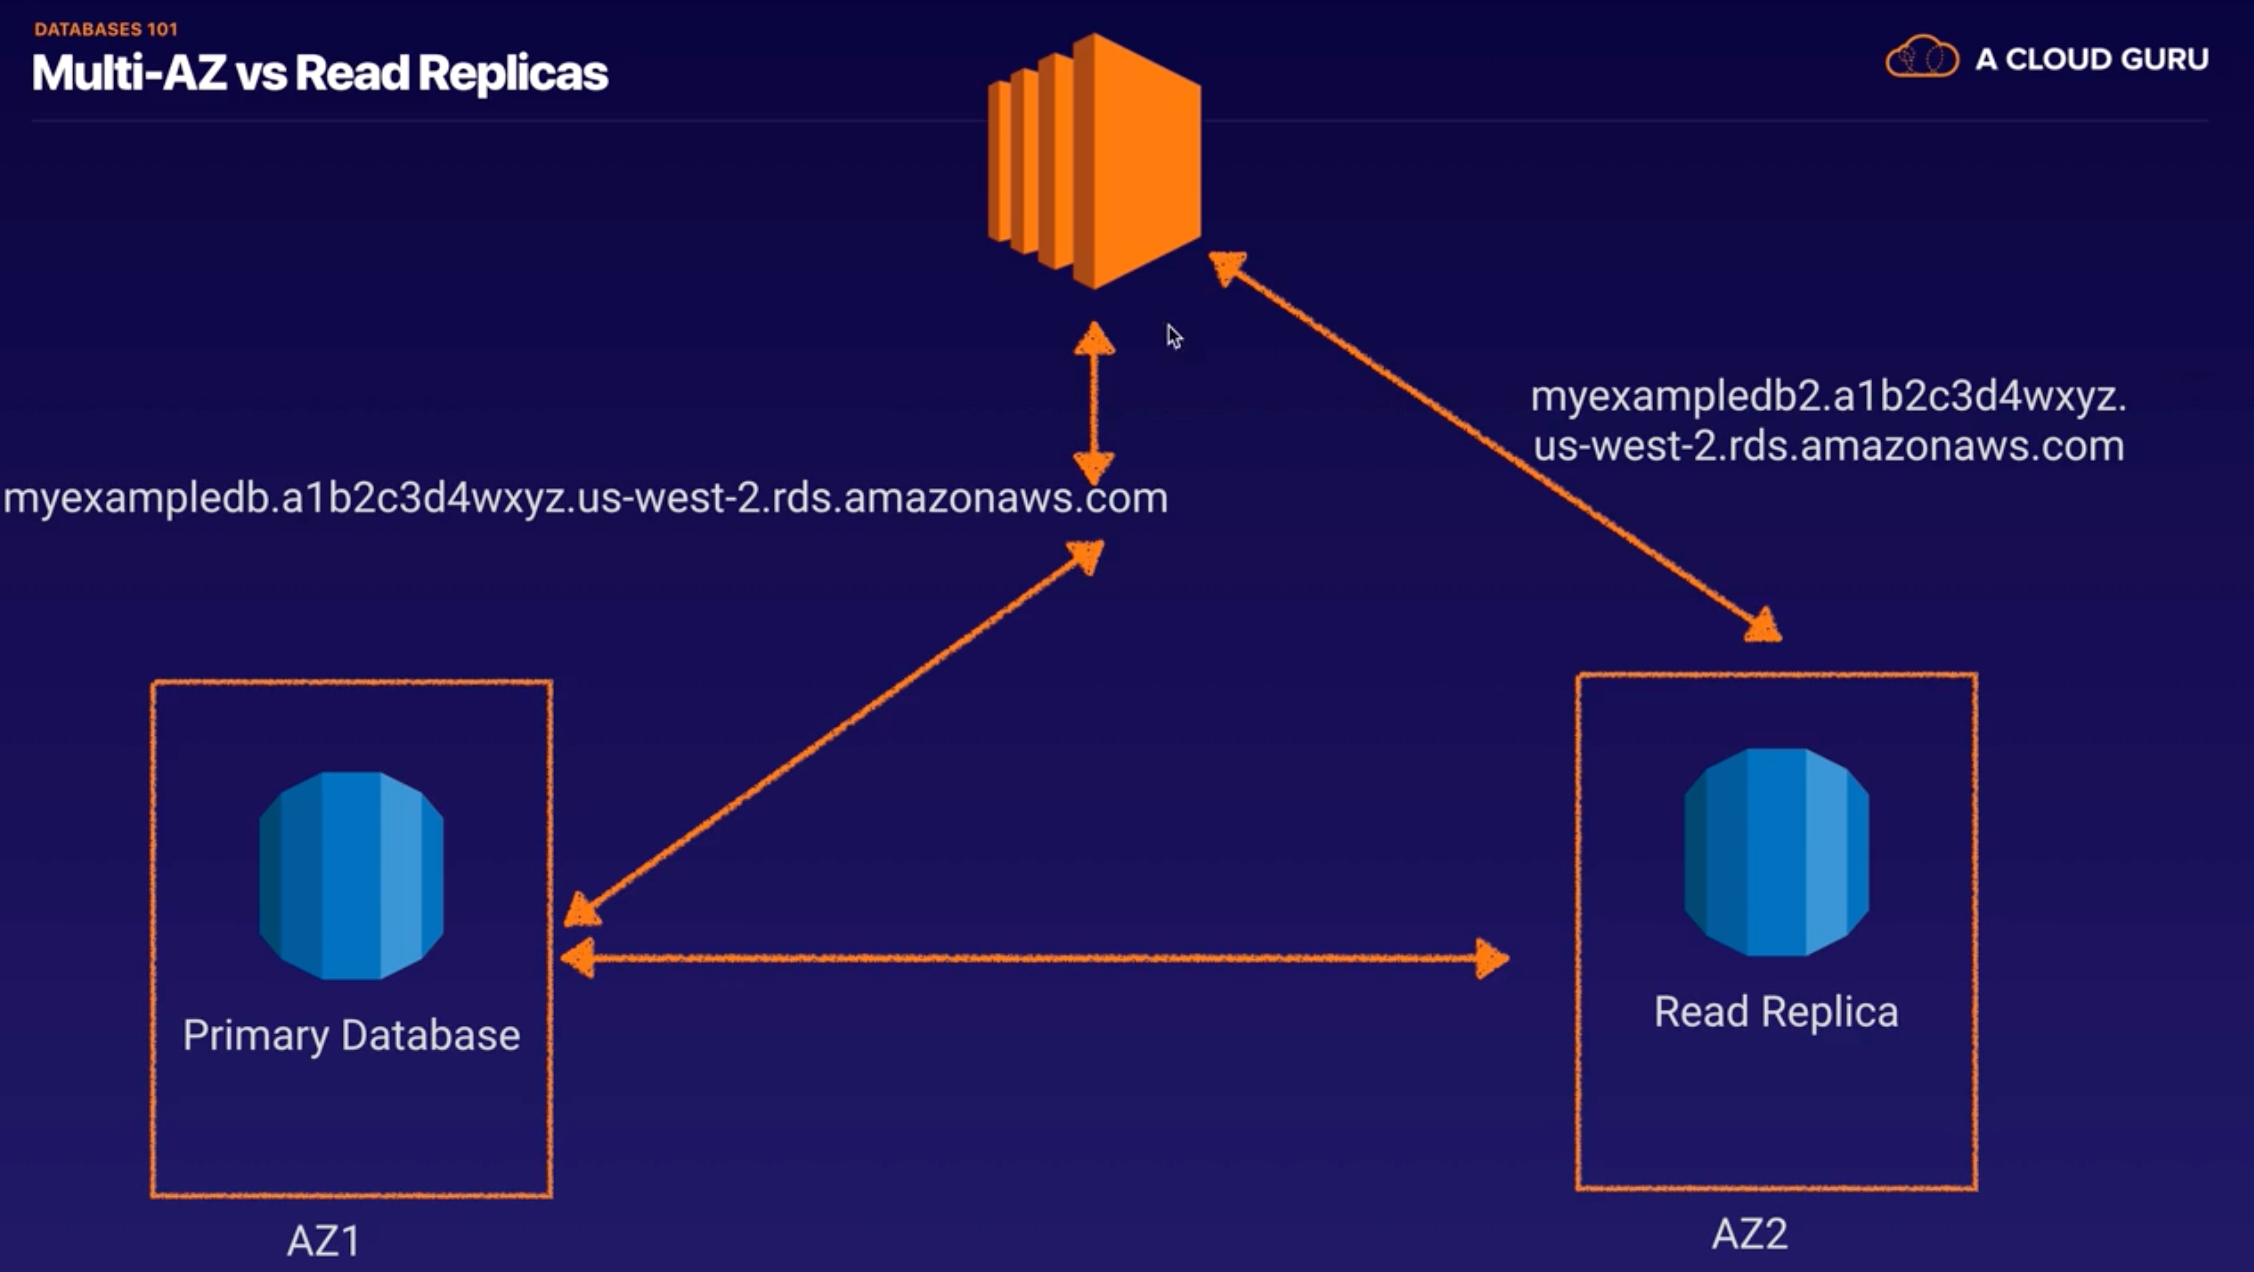 DATABASES 101
Multi-AZ vs Read Replicas
A CLOUD GURU
myexampledb2.a1b2c3d4wxyz.
us-west-2.rds.amazonaws.com
myexampledb.a1b2c3d4wxyz.us-west-2.rds.amazonaws.com
Primary Database
Read Replica
AZ1
AZ2